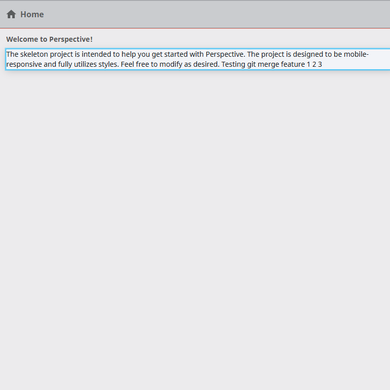 Home
Welcome to Perspective!
The skeleton project is intended to help you get started with Perspective. The project is designed to be mobile-
responsive and fully utilizes styles. Feel free to modify as desired. Testing git merge feature 1 2 3